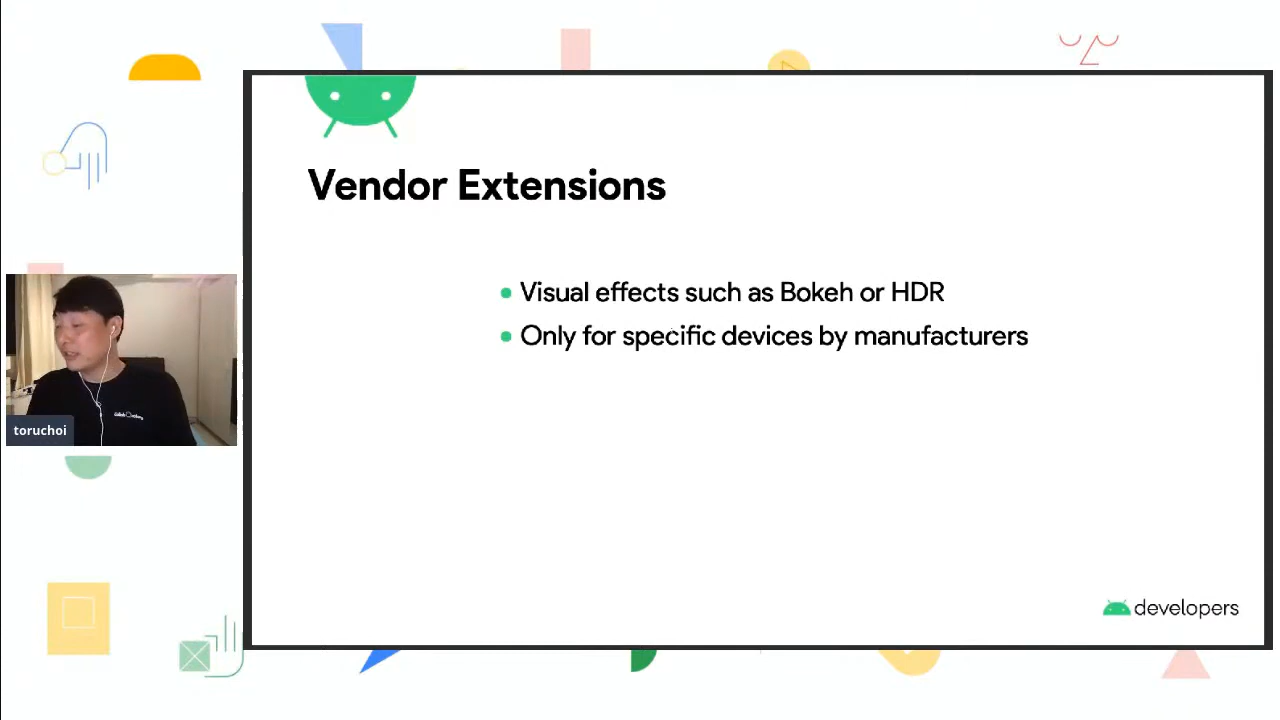 Vendor Extensions
Visual effects such as Bokeh or HDR
Only for specific devices by manufacturers
toruchoi
developers